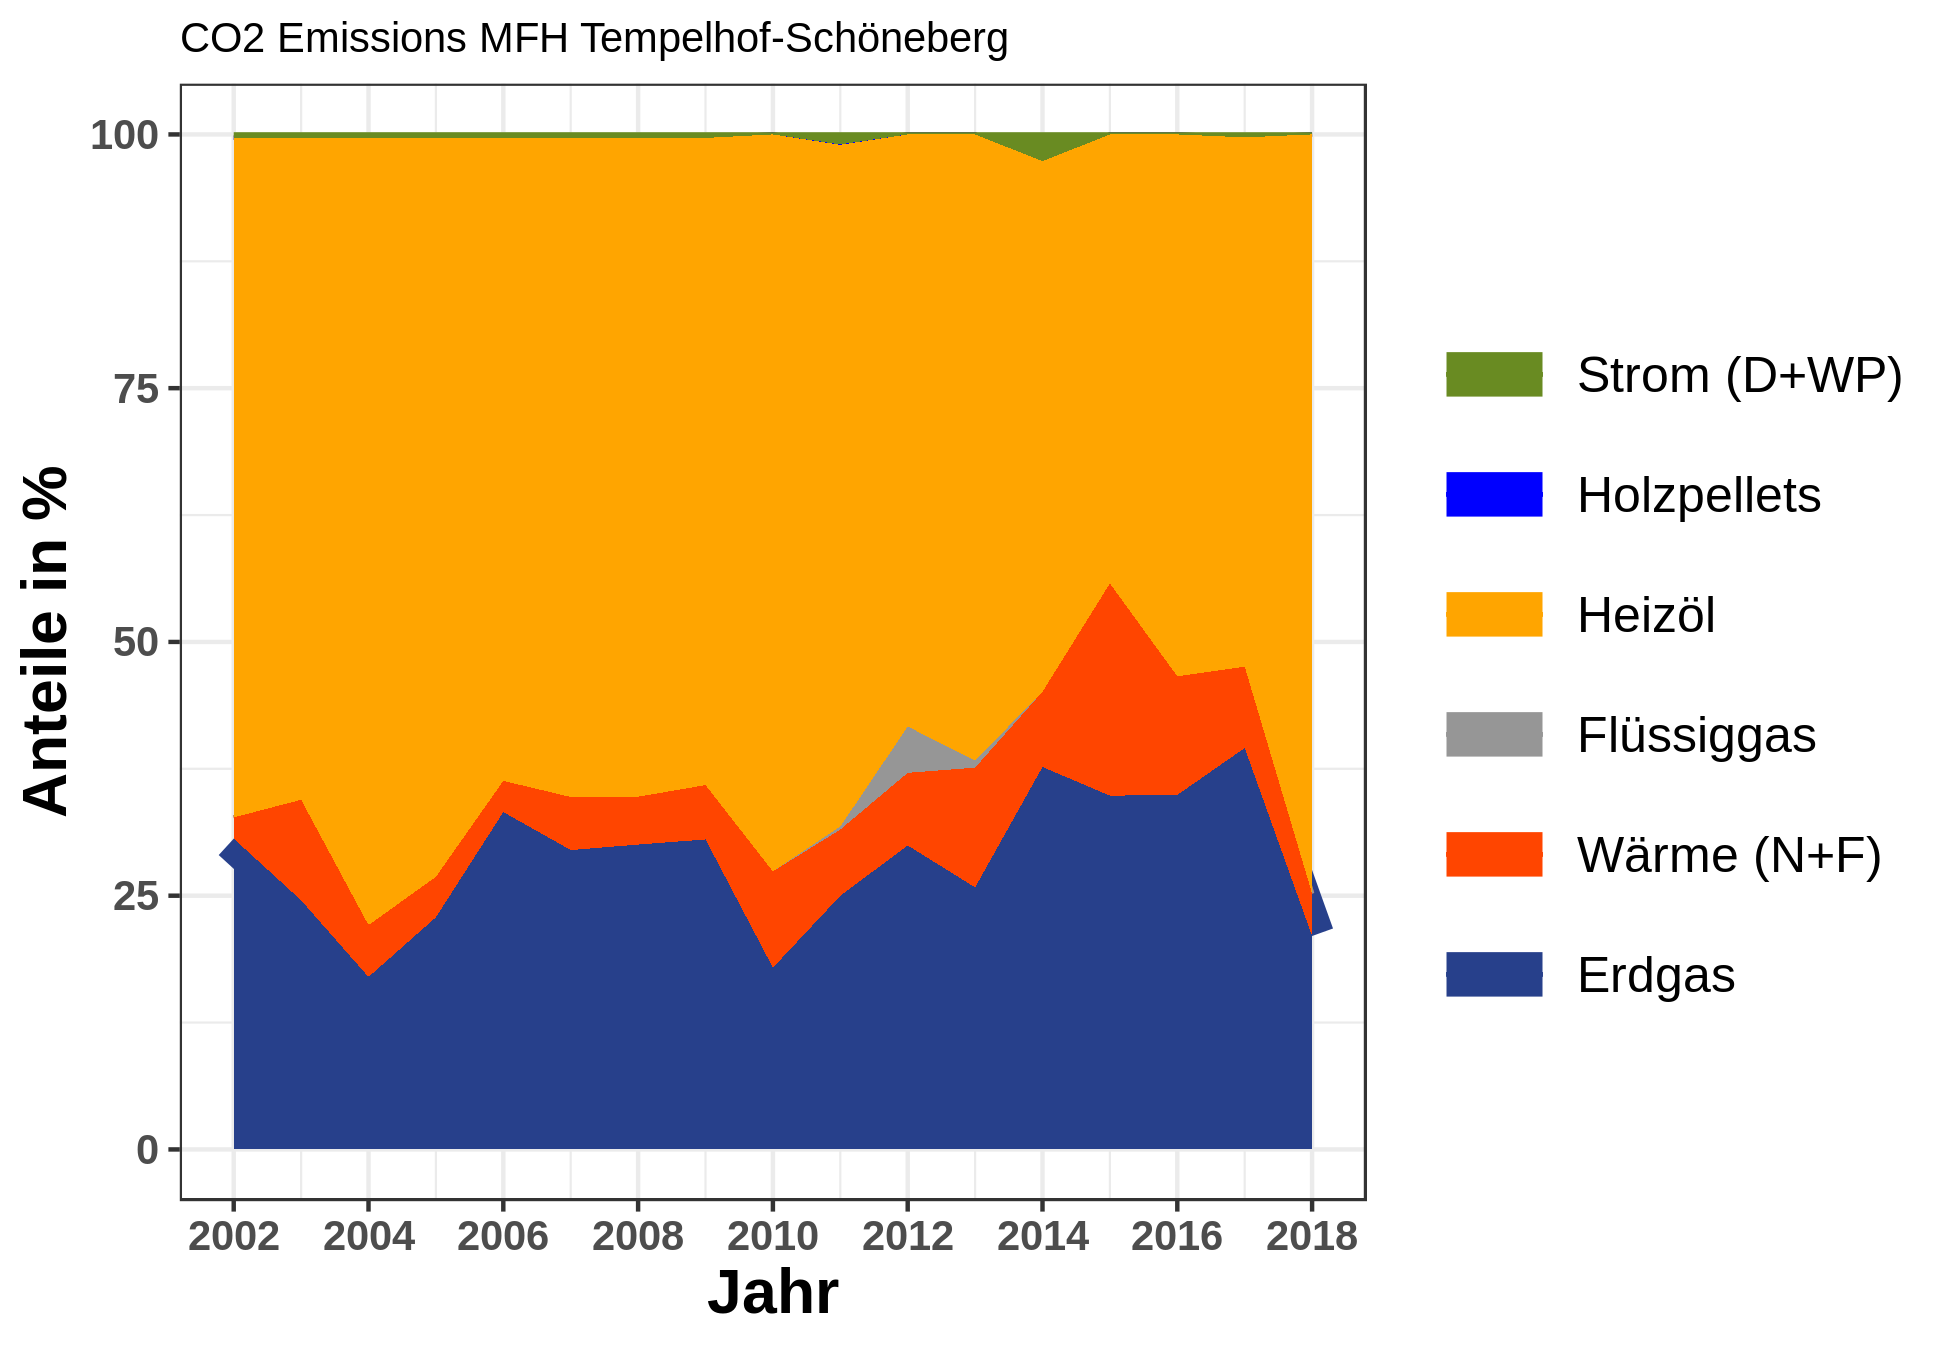 CO2 Emissions MFH Tempelhof-Schöneberg
Anteile in %
100
75
50
25
0
2002 2004 2006 2008 2010 2012 2014 2016 2018
Jahr
Strom (D+WP)
Holzpellets
Heizöl
Flüssiggas
Wärme (N+F)
Erdgas